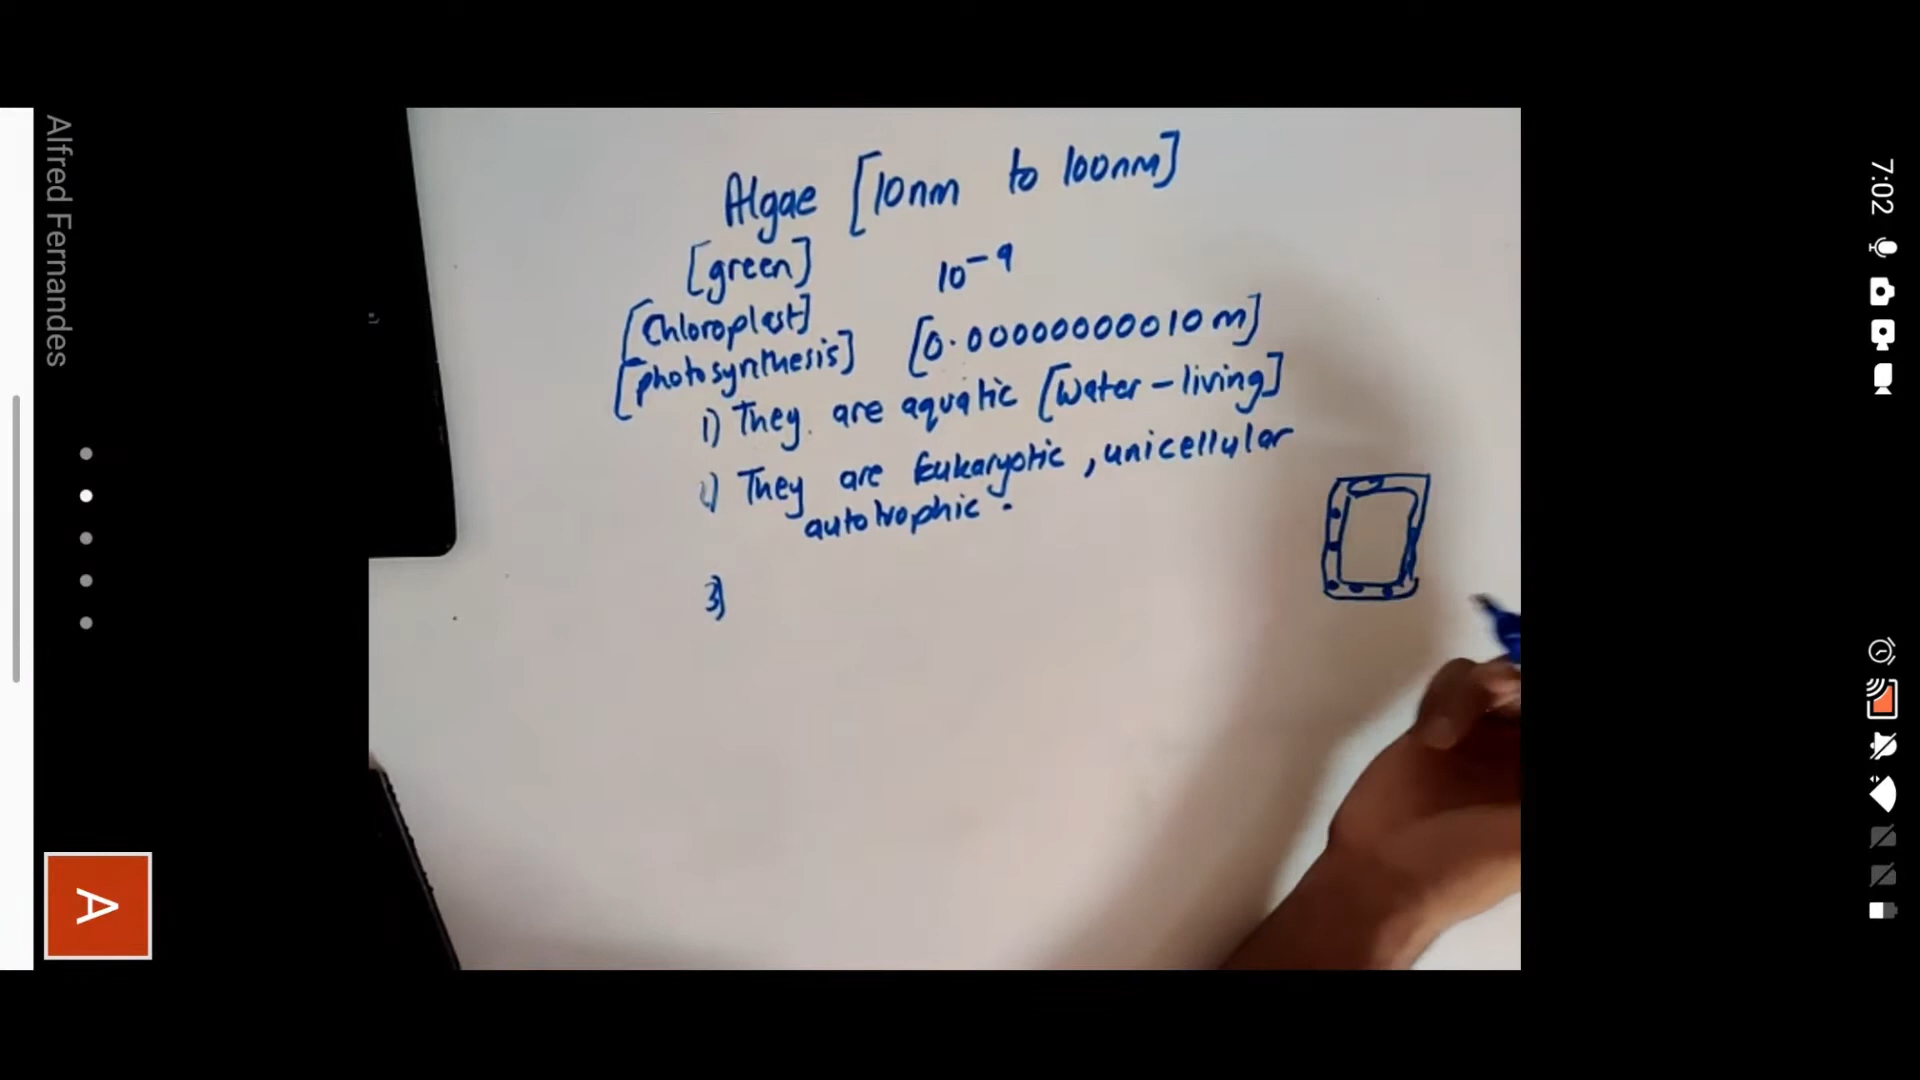 Alfred Fernandes
7:02
Algae [10nm to 100nm]
[green] 10⁻⁹
[Chloroplast]
[photosynthesis] [0.00000000010m]
1) They are aquatic [Water-living]
2) They are Eukaryotic, unicellular
autotrophic.
3)
A